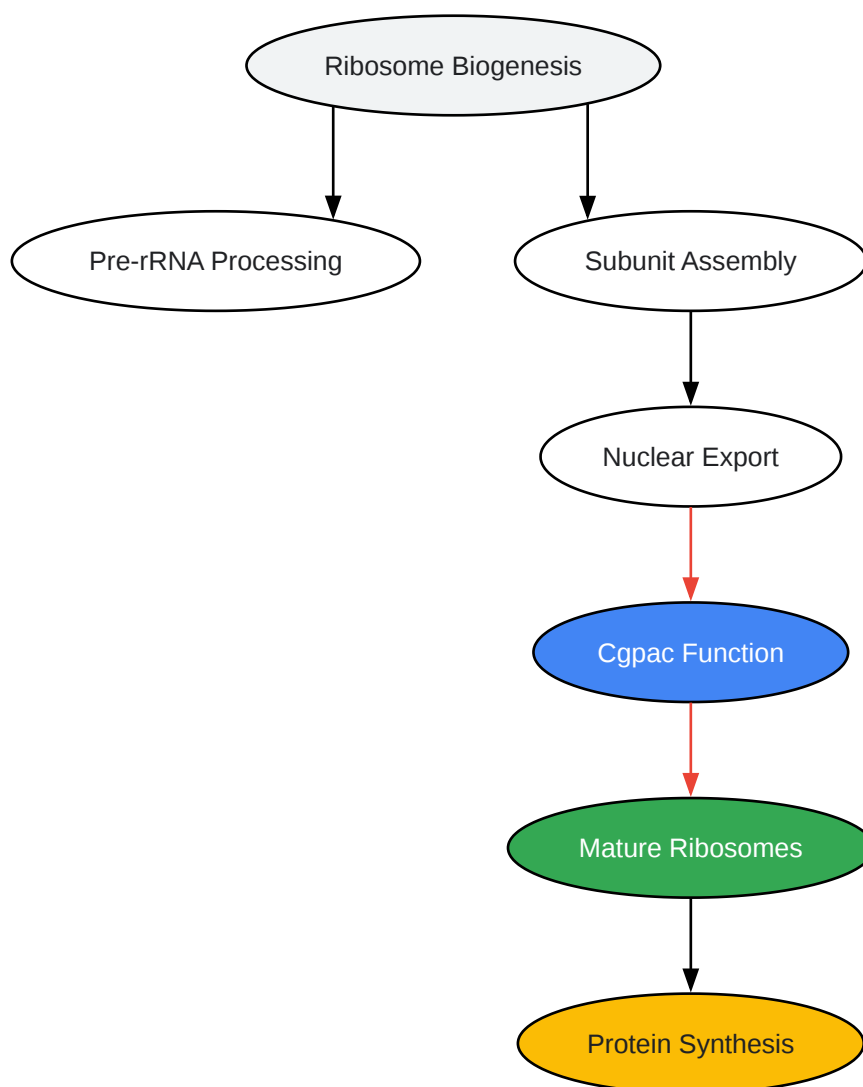 Ribosome Biogenesis
Pre-rRNA Processing
Subunit Assembly
Nuclear Export
Cgpac Function
Mature Ribosomes
Protein Synthesis